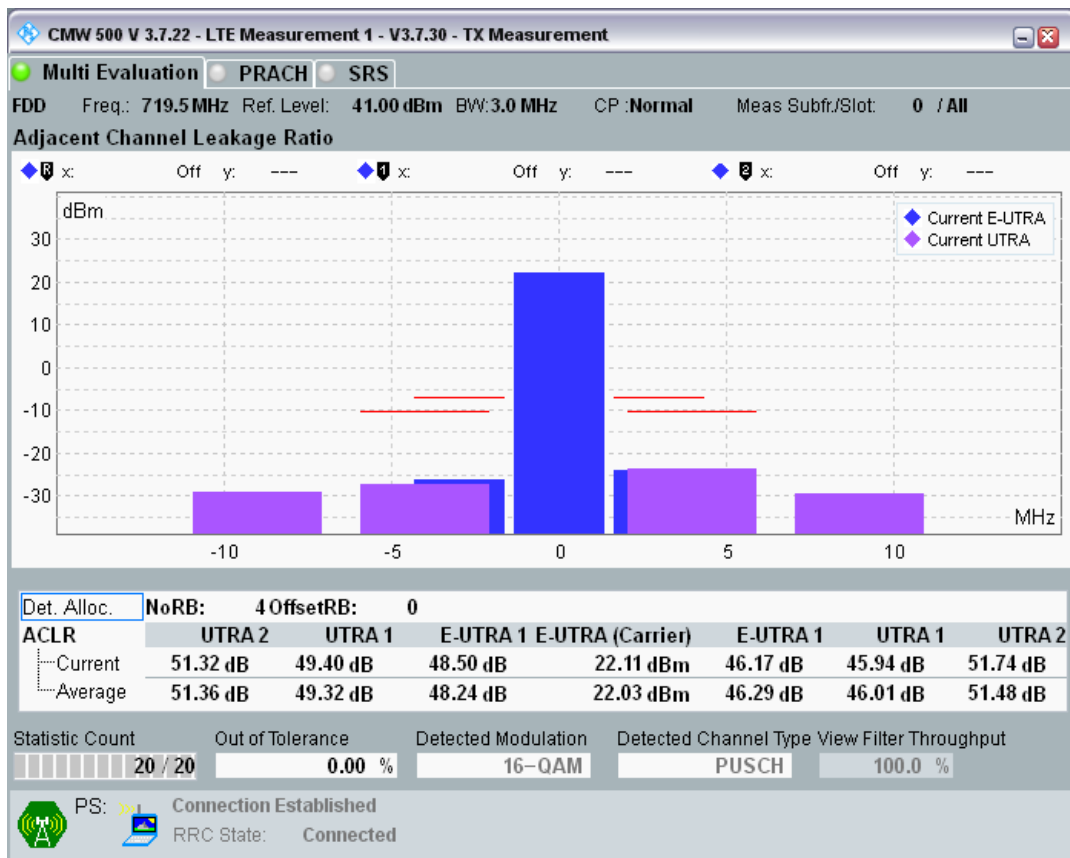 CMW 500 V 3.7.22 - LTE Measurement 1 - V3.7.30 - TX Measurement
Multi Evaluation PRACH SRS
FDD Freq.: 719.5 MHz Ref. Level: 41.00 dBm BW: 3.0 MHz CP :Normal Meas Subfr./Slot: 0 / All
Adjacent Channel Leakage Ratio
R x: Off y: --- 1 x: Off y: --- 2 x: Off y: ---
dBm
Current E-UTRA
Current UTRA
30
20
10
0
-10
-20
-30
MHz
-10 -5 0 5 10
Det. Alloc. NoRB: 4 OffsetRB: 0
ACLR UTRA 2 UTRA 1 E-UTRA 1 E-UTRA (Carrier) E-UTRA 1 UTRA 1 UTRA 2
Current 51.32 dB 49.40 dB 48.50 dB 22.11 dBm 46.17 dB 45.94 dB 51.74 dB
Average 51.36 dB 49.32 dB 48.24 dB 22.03 dBm 46.29 dB 46.01 dB 51.48 dB
Statistic Count Out of Tolerance Detected Modulation Detected Channel Type View Filter Throughput
20 / 20 0.00 % 16-QAM PUSCH 100.0 %
PS: Connection Established
RRC State: Connected